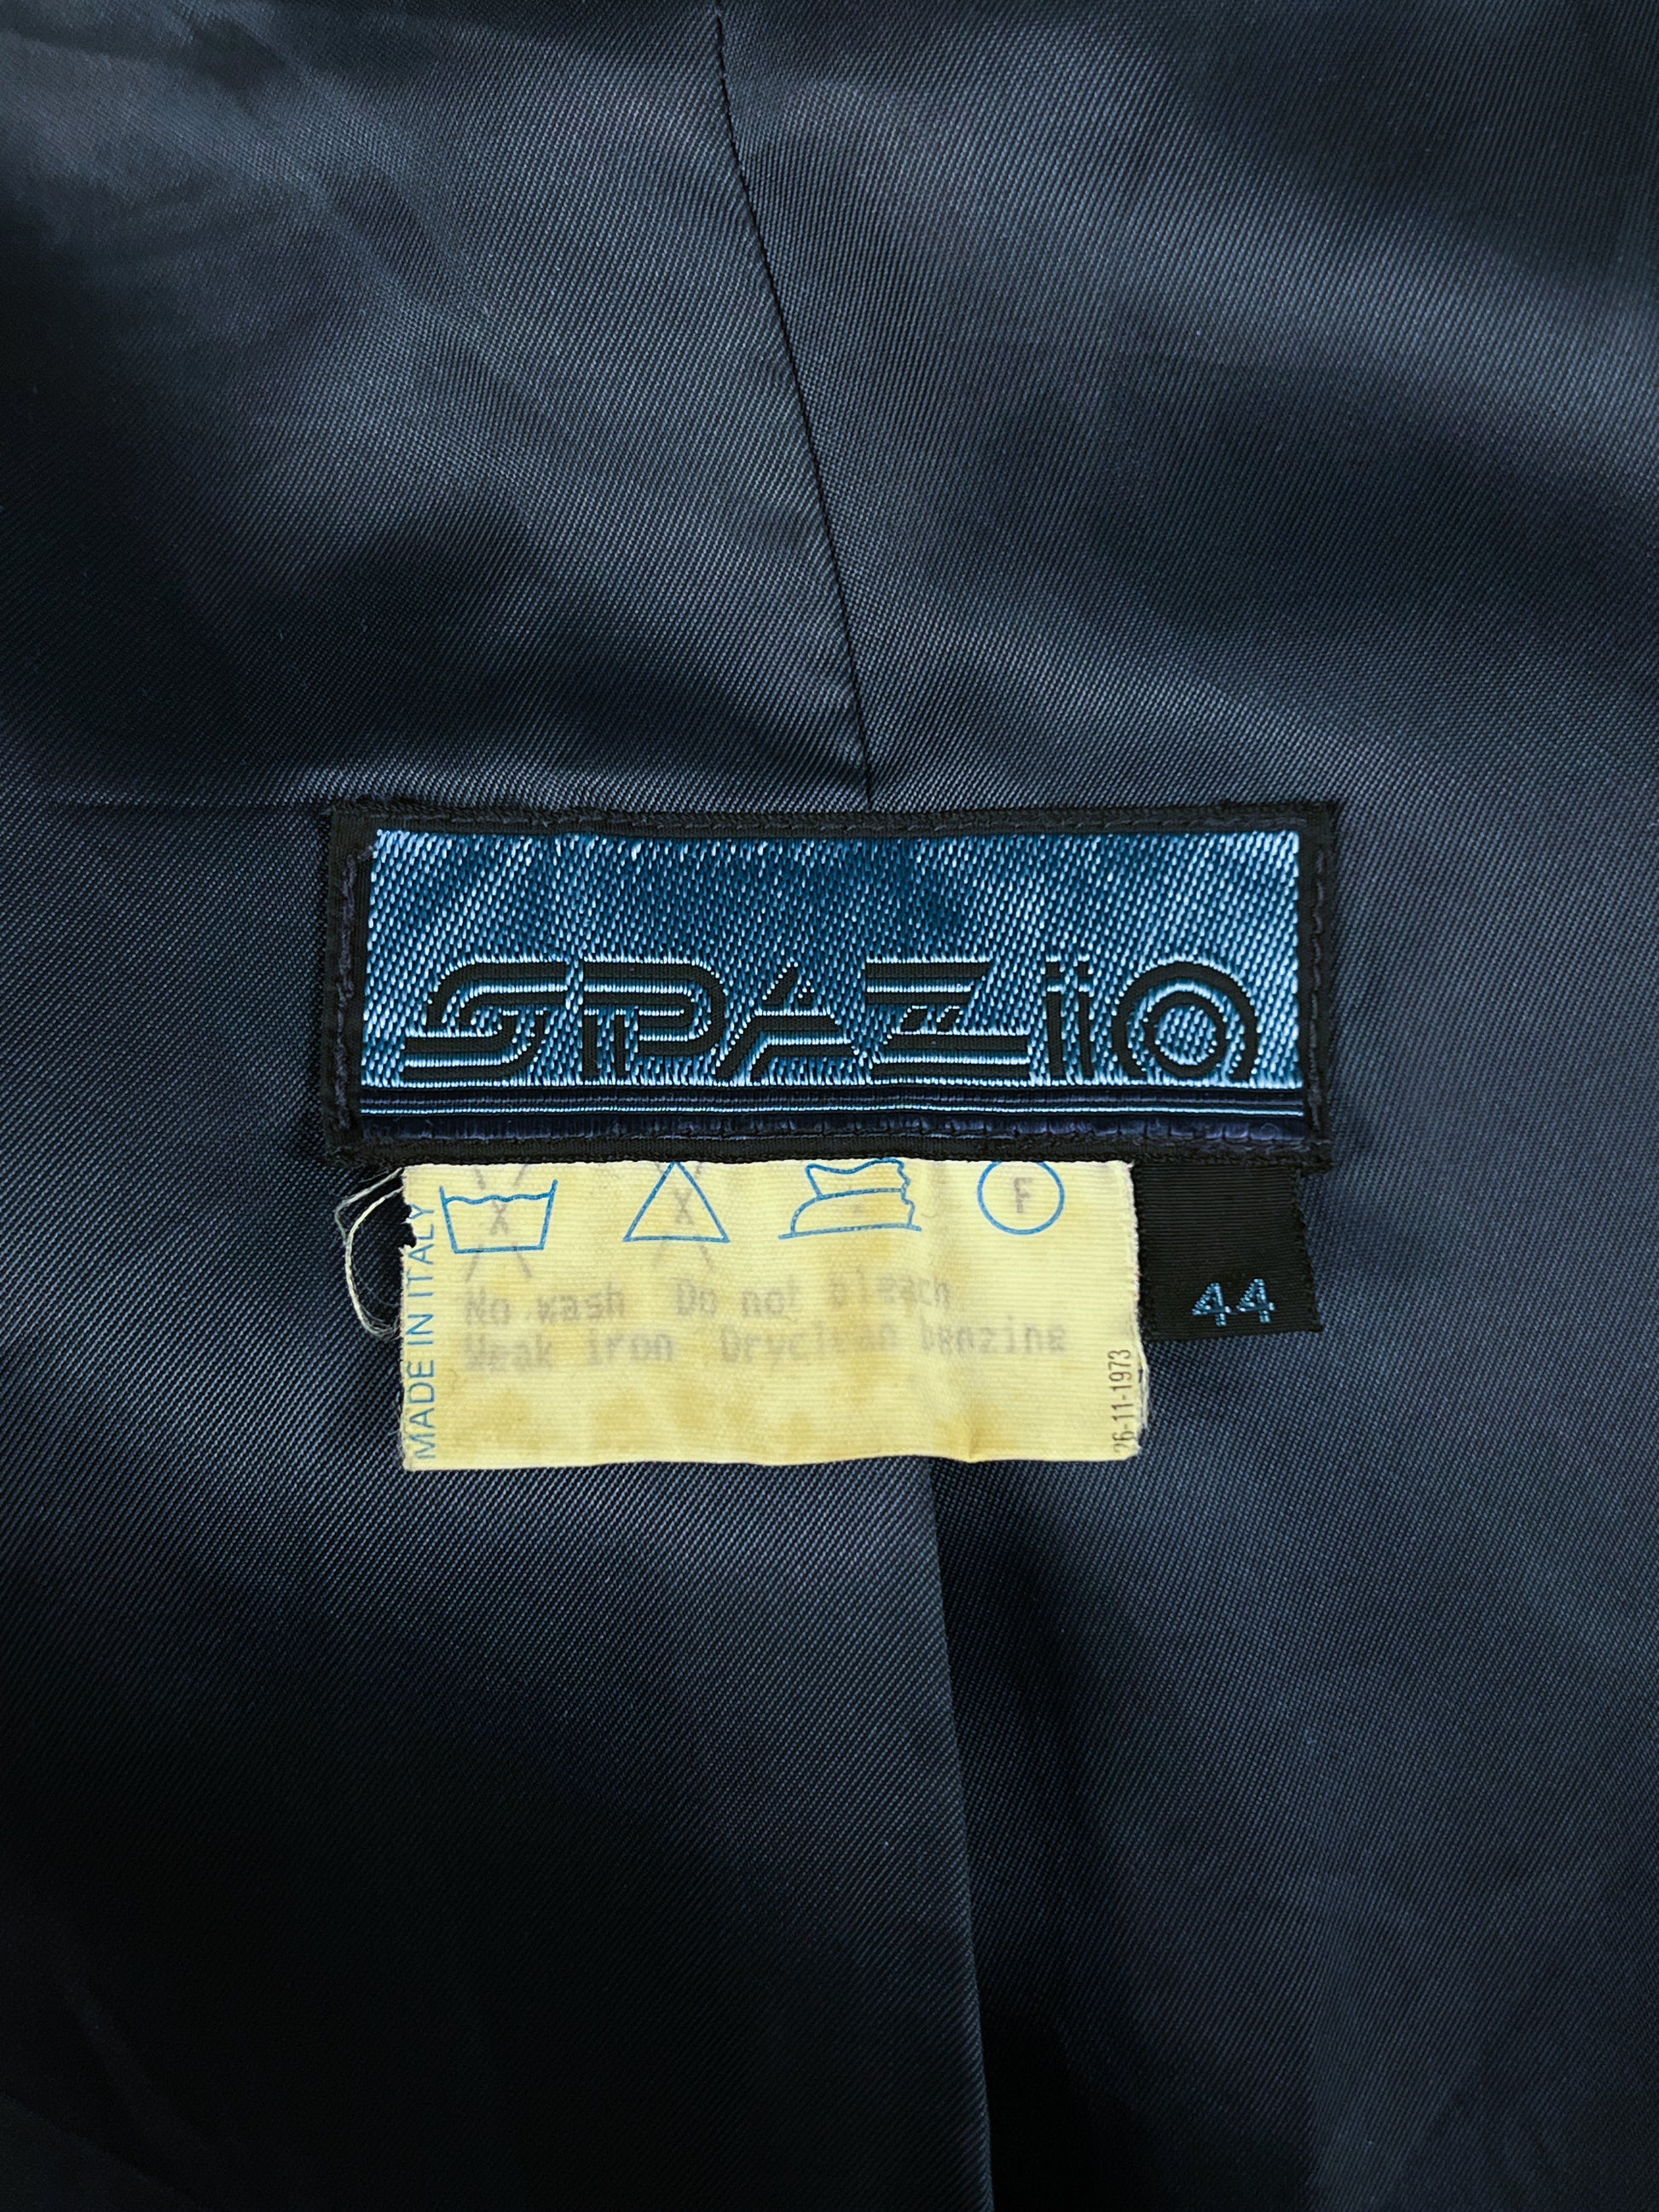 SPAZIO
X X F
No wash Do not bleach
Weak iron Dryclean benzine
MADE IN ITALY
26-11-1973
44